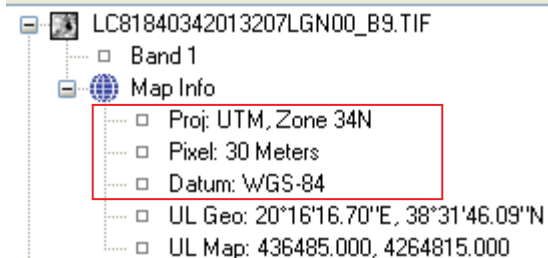 LC81840342013207LGN00_B9.TIF
Band 1
Map Info
Proj: UTM, Zone 34N
Pixel: 30 Meters
Datum: WGS-84
UL Geo: 20°16'16.70"E, 38°31'46.09"N
UL Map: 436485.000, 4264815.000